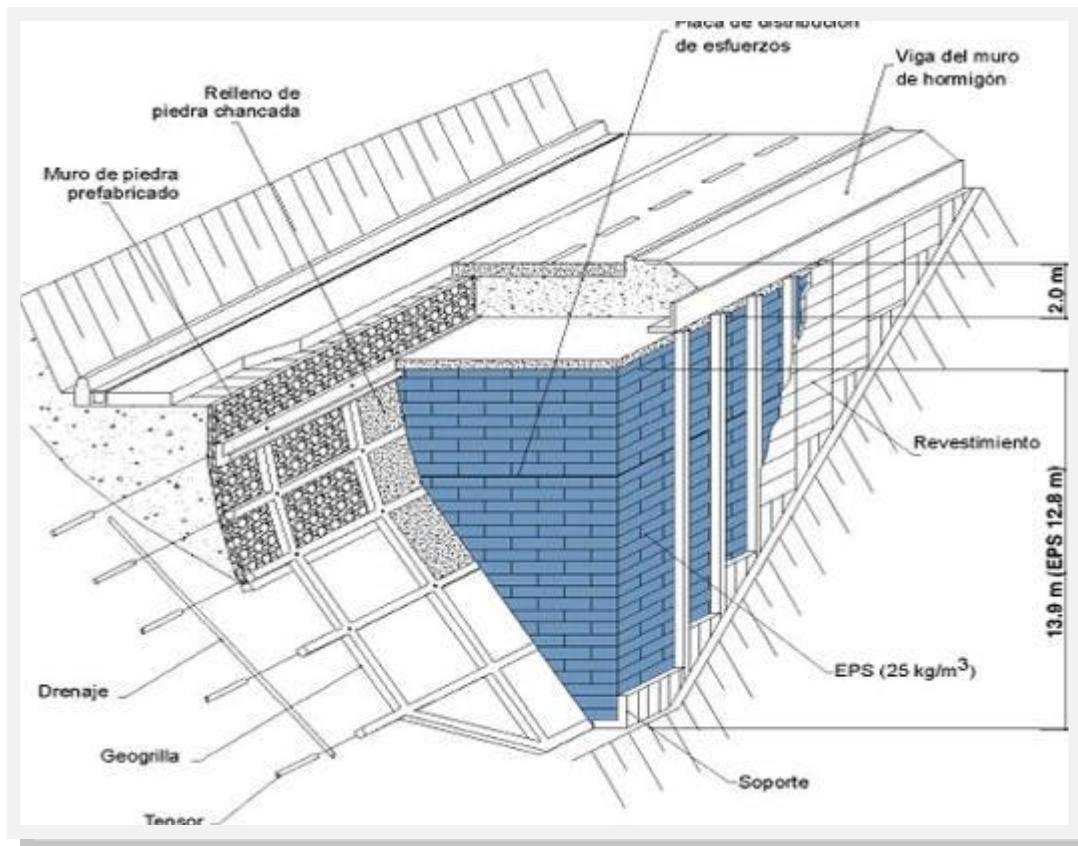 Placa de distribución
de esfuerzos
Viga del muro
de hormigón
Relleno de
piedra chancada
Muro de piedra
prefabricado
2.0 m
Revestimiento
13.9 m (EPS 12.8 m)
EPS (25 kg/m³)
Drenaje
Geogrilla
Soporte
Tensor